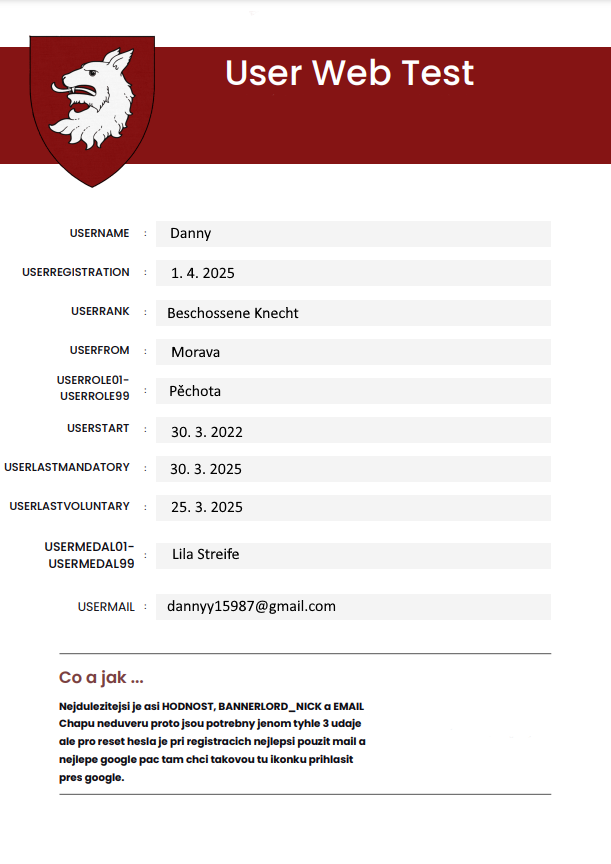 User Web Test
USERNAME : Danny
USERREGISTRATION : 1. 4. 2025
USERRANK : Beschossene Knecht
USERFROM : Morava
USERROLE01-
USERROLE99 : Pěchota
USERSTART : 30. 3. 2022
USERLASTMANDATORY : 30. 3. 2025
USERLASTVOLUNTARY : 25. 3. 2025
USERMEDAL01-
USERMEDAL99 : Lila Streife
USERMAIL : dannyy15987@gmail.com
Co a jak ...
Nejdulezitejsi je asi HODNOST, BANNERLORD_NICK a EMAIL
Chapu neduveru proto jsou potrebny jenom tyhle 3 udaje
ale pro reset hesla je pri registracich nejlepsi pouzit mail a
nejlepe google pac tam chci takovou tu ikonku prihlasit
pres google.